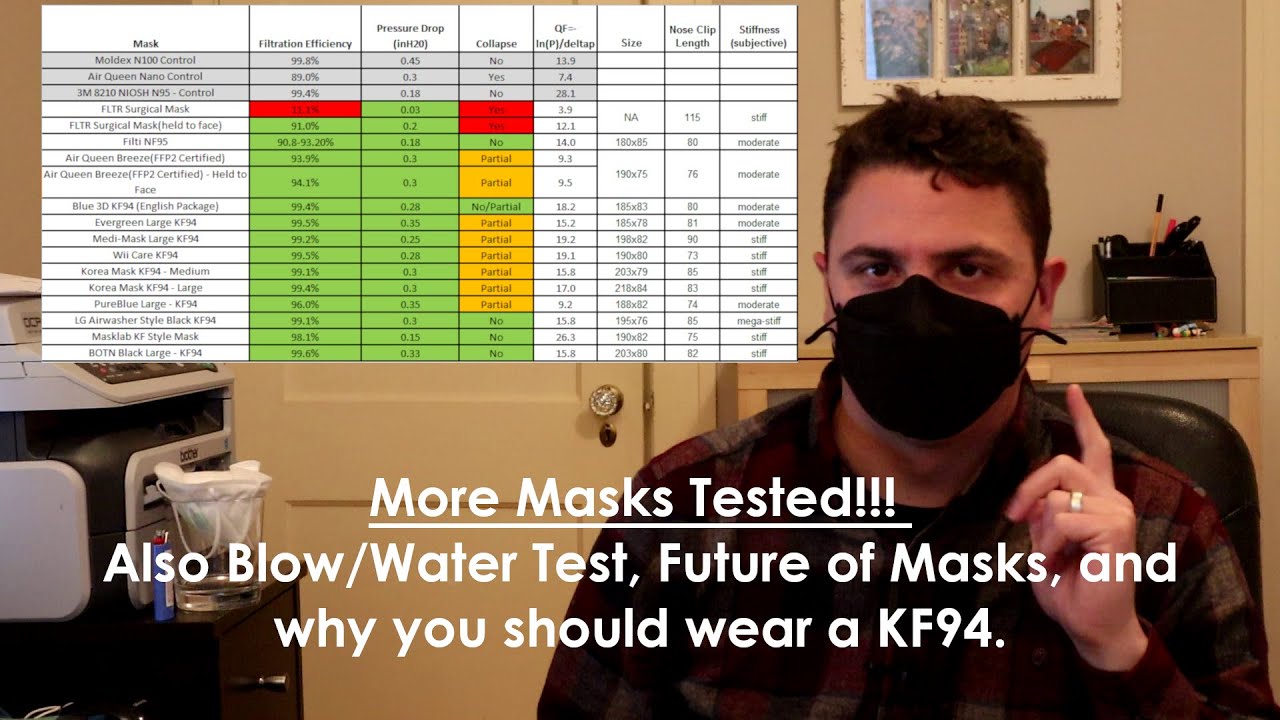 Mask Filtration Efficiency Pressure Drop (inH20) Collapse QF=-ln(P)/deltap Size Nose Clip Length Stiffness (subjective)
Moldex N100 Control 99.8% 0.45 No 13.9
Air Queen Nano Control 89.0% 0.3 Yes 7.4
3M 8210 NIOSH N95 - Control 99.4% 0.18 No 28.1
FLTR Surgical Mask 11.1% 0.03 Yes 3.9 NA 115 stiff
FLTR Surgical Mask(held to face) 91.0% 0.2 Yes 12.1
Filti NF95 90.8-93.20% 0.18 No 14.0 180x85 80 moderate
Air Queen Breeze(FFP2 Certified) 93.9% 0.3 Partial 9.3 190x75 76 moderate
Air Queen Breeze(FFP2 Certified) - Held to Face 94.1% 0.3 Partial 9.5
Blue 3D KF94 (English Package) 99.4% 0.28 No/Partial 18.2 185x83 80 moderate
Evergreen Large KF94 99.5% 0.35 Partial 15.2 185x78 81 moderate
Medi-Mask Large KF94 99.2% 0.25 Partial 19.2 198x82 90 stiff
Wii Care KF94 99.5% 0.28 Partial 19.1 190x80 73 stiff
Korea Mask KF94 - Medium 99.1% 0.3 Partial 15.8 203x79 85 stiff
Korea Mask KF94 - Large 99.4% 0.3 Partial 17.0 218x84 83 stiff
PureBlue Large - KF94 96.0% 0.35 Partial 9.2 188x82 74 moderate
LG Airwasher Style Black KF94 99.1% 0.3 No 15.8 195x76 85 mega-stiff
Masklab KF Style Mask 98.1% 0.15 No 26.3 190x82 75 stiff
BOTN Black Large - KF94 99.6% 0.33 No 15.8 203x80 82 stiff
brother
More Masks Tested!!!
Also Blow/Water Test, Future of Masks, and
why you should wear a KF94.